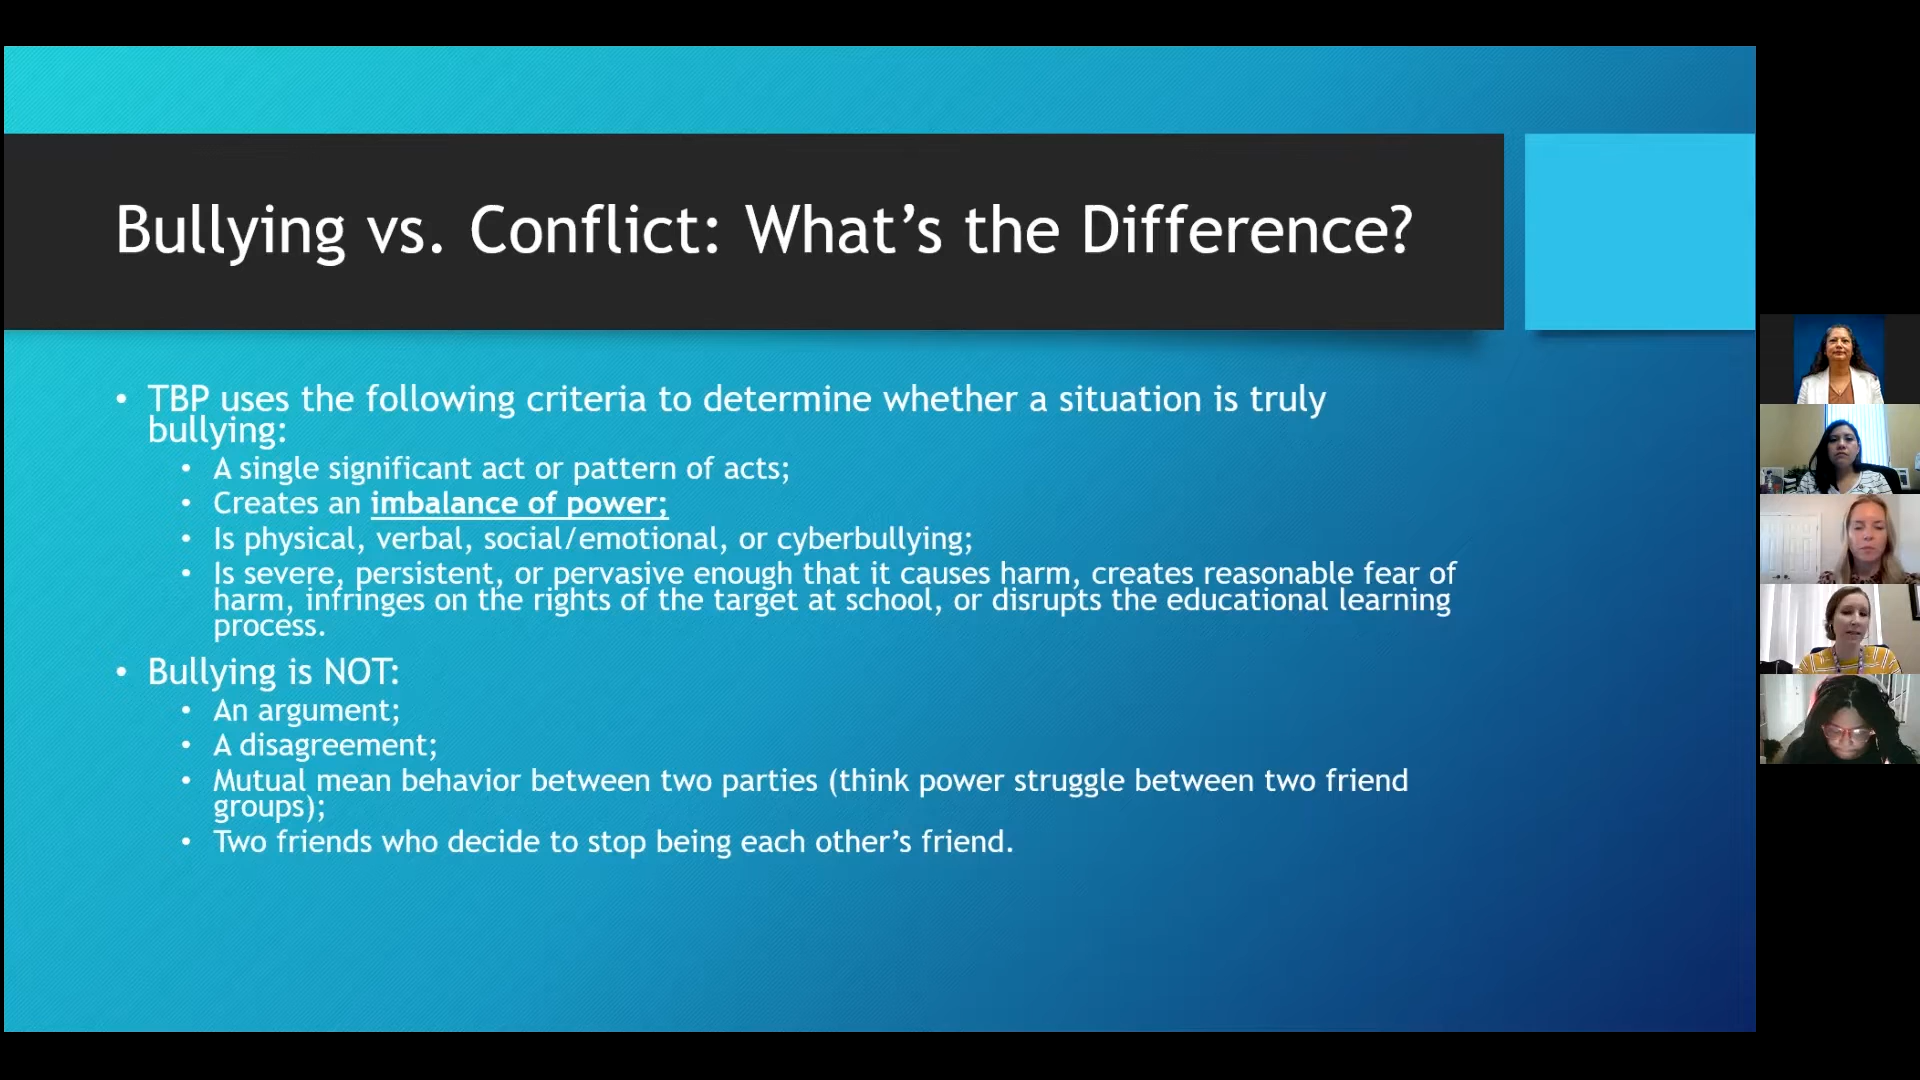 Bullying vs. Conflict: What’s the Difference?
• TBP uses the following criteria to determine whether a situation is truly
bullying:
• A single significant act or pattern of acts;
• Creates an imbalance of power;
• Is physical, verbal, social/emotional, or cyberbullying;
• Is severe, persistent, or pervasive enough that it causes harm, creates reasonable fear of
harm, infringes on the rights of the target at school, or disrupts the educational learning
process.
• Bullying is NOT:
• An argument;
• A disagreement;
• Mutual mean behavior between two parties (think power struggle between two friend
groups);
• Two friends who decide to stop being each other’s friend.